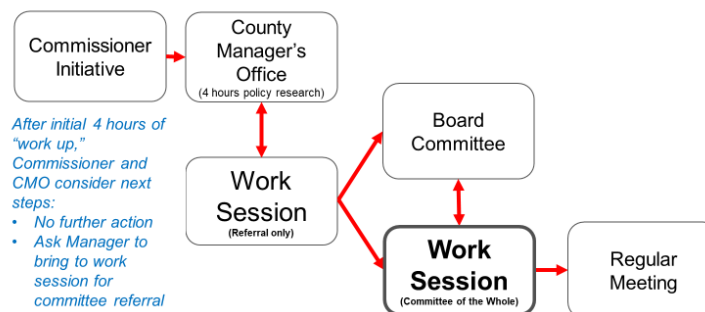 Commissioner
Initiative
County
Manager's
Office
(4 hours policy research)
After initial 4 hours of
“work up,”
Commissioner and
CMO consider next
steps:
• No further action
• Ask Manager to
bring to work
session for
committee referral
Work
Session
(Referral only)
Board
Committee
Work
Session
(Committee of the Whole)
Regular
Meeting